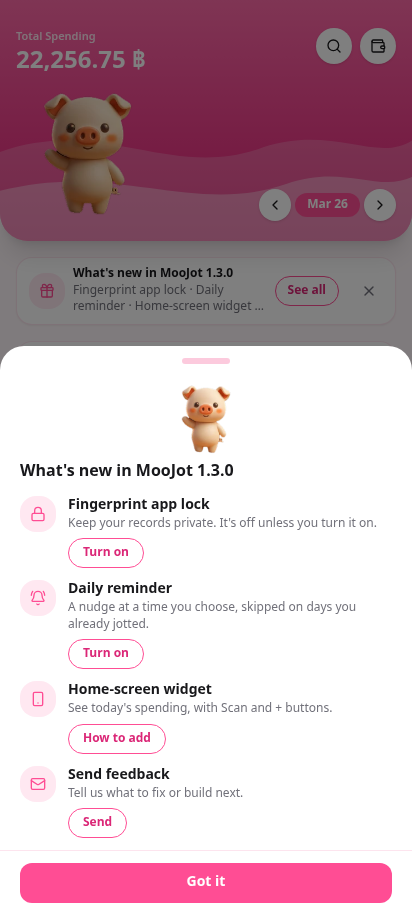 Total Spending
22,256.75 ฿
Mar 26
What's new in MooJot 1.3.0
Fingerprint app lock · Daily
reminder · Home-screen widget ...
See all
What's new in MooJot 1.3.0
Fingerprint app lock
Keep your records private. It's off unless you turn it on.
Turn on
Daily reminder
A nudge at a time you choose, skipped on days you
already jotted.
Turn on
Home-screen widget
See today's spending, with Scan and + buttons.
How to add
Send feedback
Tell us what to fix or build next.
Send
Got it